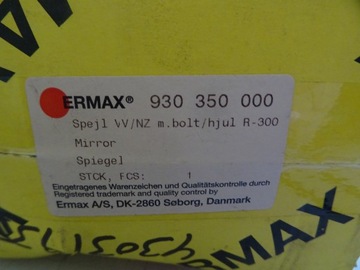 ERMAX® 930 350 000
Spejl VV/NZ m.bolt/hjul R-300
Mirror
Spiegel
STCK, PCS: 1
Eingetragenes Warenzeichen und Qualitätskontrolle durch
Registered trademark and quality control by
Ermax A/S, DK-2860 Søborg, Danmark
MAX